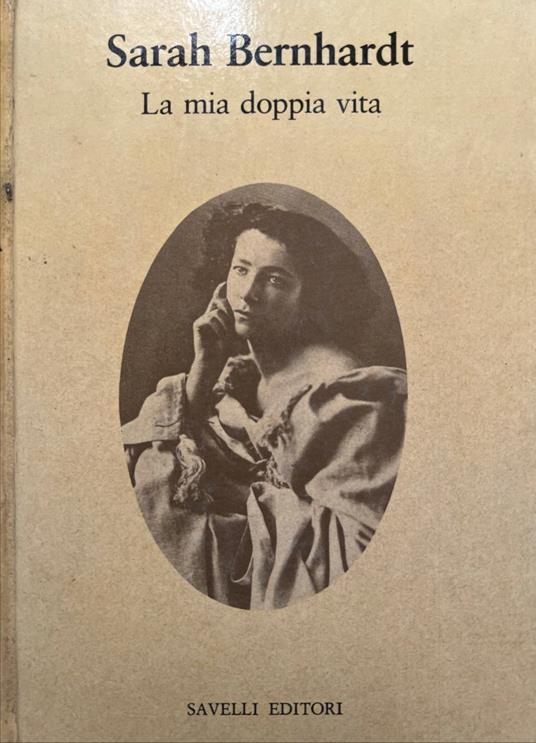 Sarah Bernhardt
La mia doppia vita
SAVELLI EDITORI